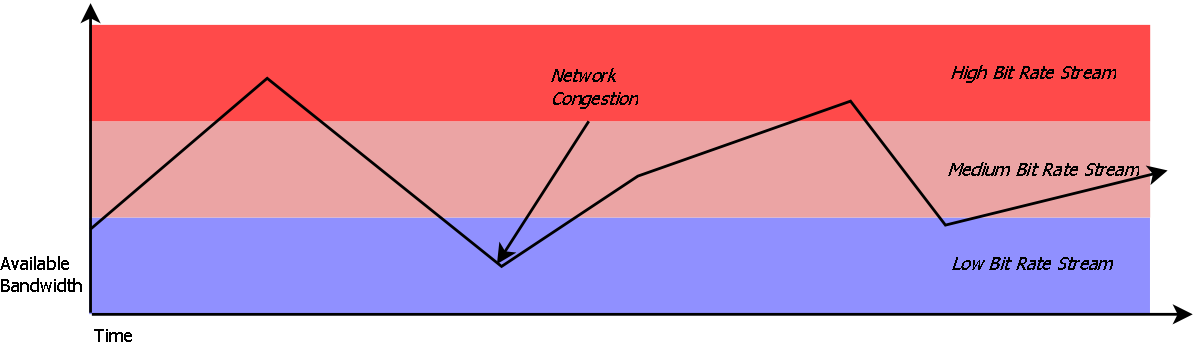 Network
Congestion
High Bit Rate Stream
Medium Bit Rate Stream
Low Bit Rate Stream
Available
Bandwidth
Time